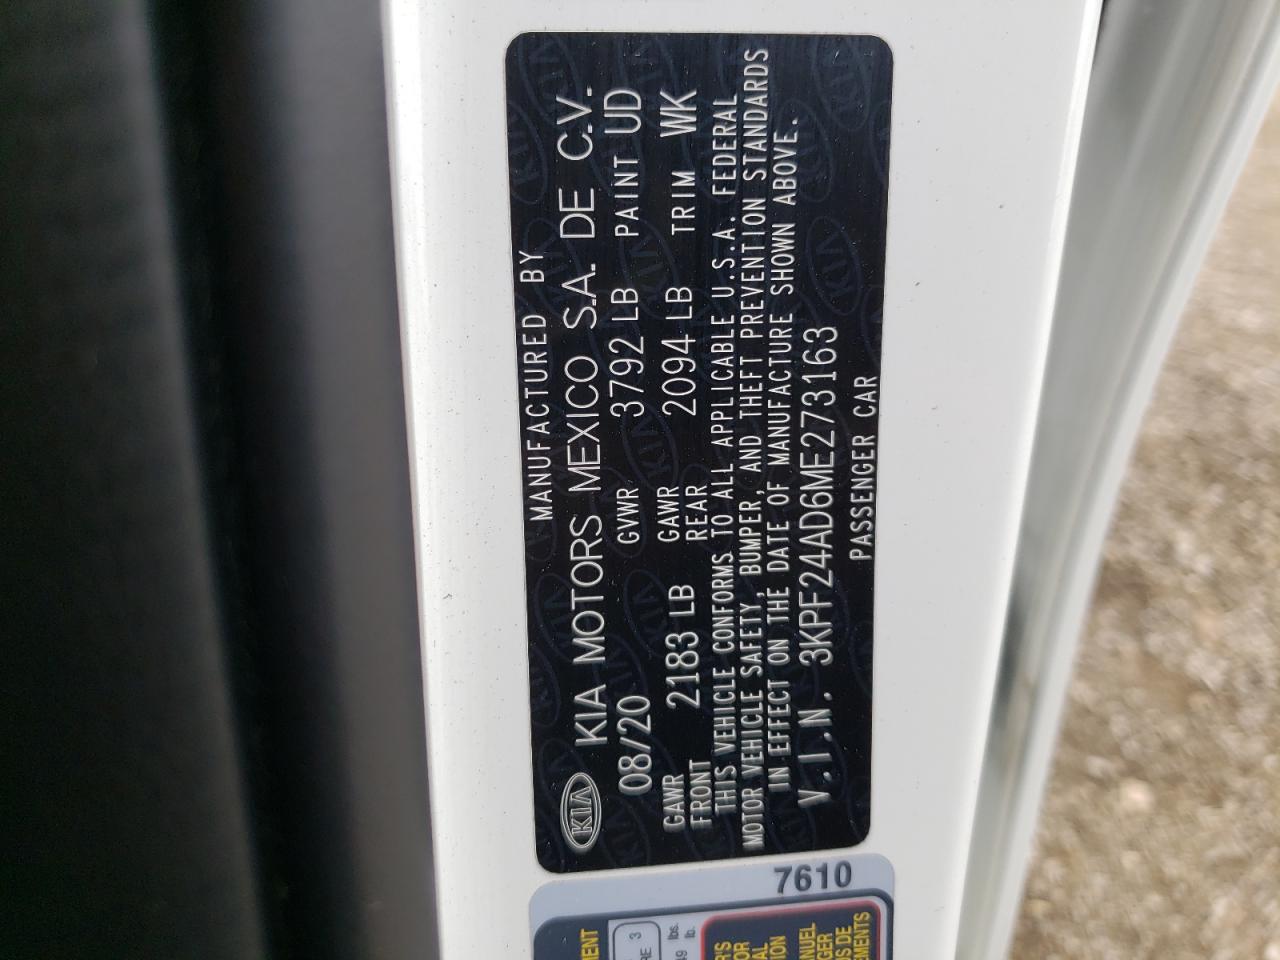 MANUFACTURED BY
KIA KIA MOTORS MEXICO S.A. DE C.V.
08/20 GVWR 3792 LB PAINT UD
GAWR FRONT 2183 LB GAWR REAR 2094 LB TRIM WK
THIS VEHICLE CONFORMS TO ALL APPLICABLE U.S.A. FEDERAL
MOTOR VEHICLE SAFETY, BUMPER, AND THEFT PREVENTION STANDARDS
IN EFFECT ON THE DATE OF MANUFACTURE SHOWN ABOVE.
V.I.N. 3KPF24AD6ME273163
PASSENGER CAR
7610